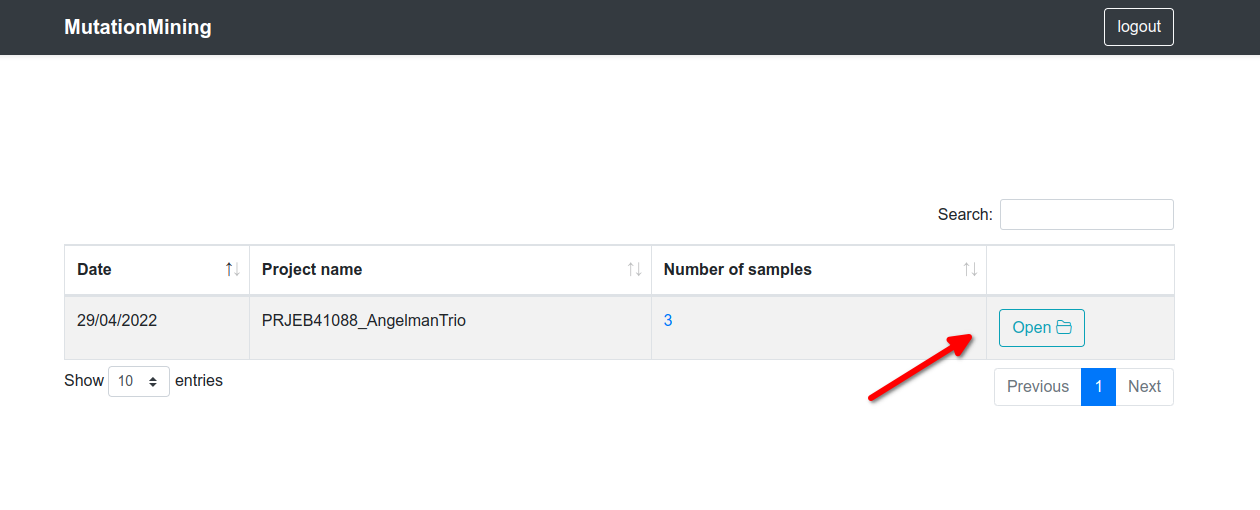 MutationMining logout
Search:
Date Project name Number of samples
29/04/2022 PRJEB41088_AngelmanTrio 3 Open
Show 10 entries Previous 1 Next